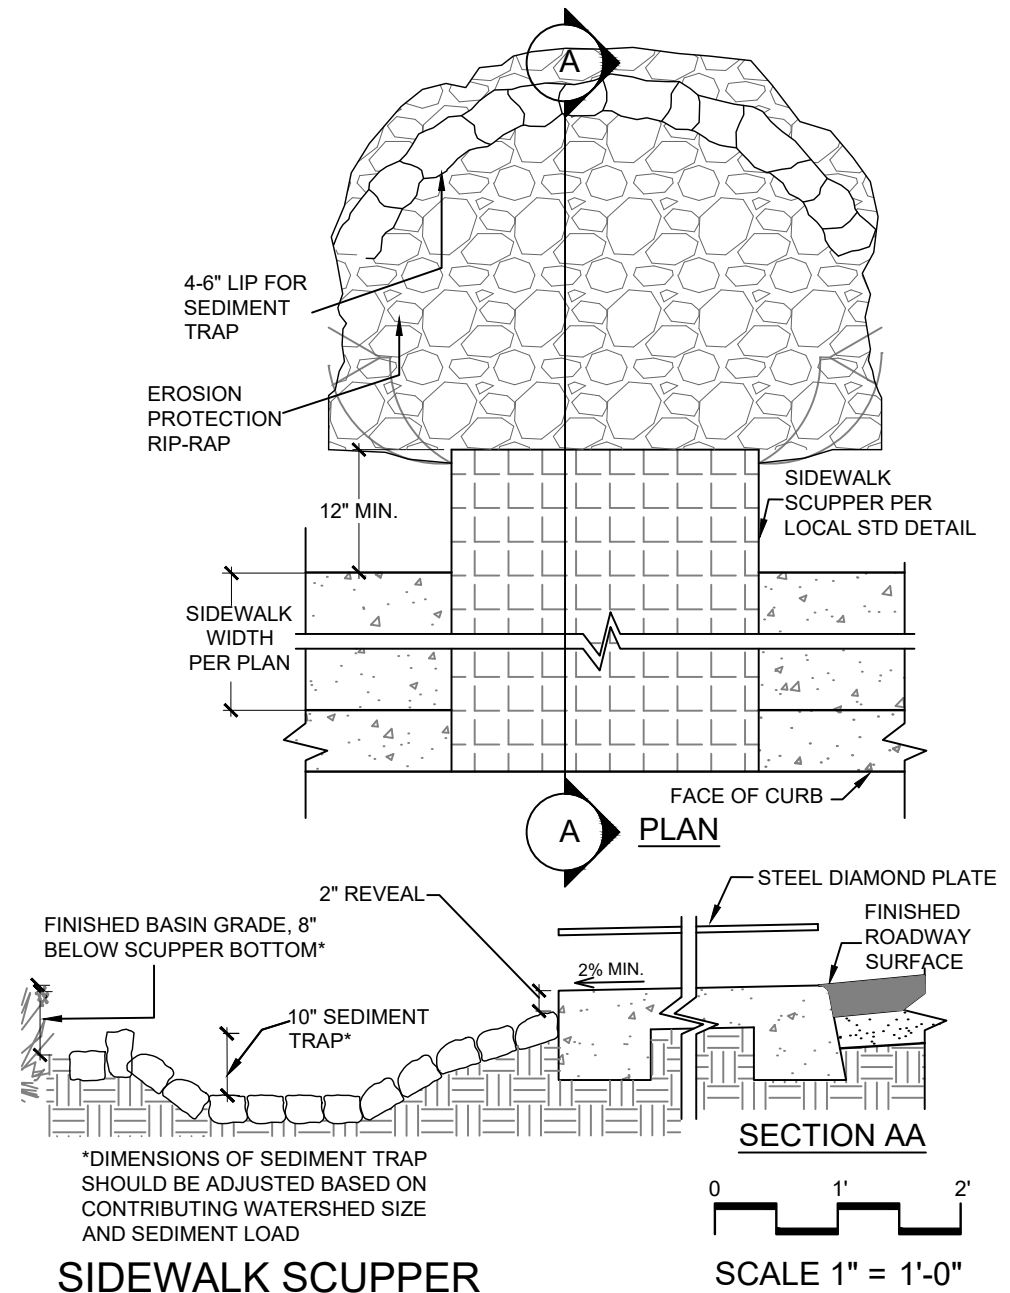 A
4-6" LIP FOR
SEDIMENT
TRAP
EROSION
PROTECTION
RIP-RAP
12" MIN.
SIDEWALK
SCUPPER PER
LOCAL STD DETAIL
SIDEWALK
WIDTH
PER PLAN
FACE OF CURB
A
PLAN
STEEL DIAMOND PLATE
2" REVEAL
FINISHED
ROADWAY
SURFACE
FINISHED BASIN GRADE, 8"
BELOW SCUPPER BOTTOM*
2% MIN.
10" SEDIMENT
TRAP*
SECTION AA
*DIMENSIONS OF SEDIMENT TRAP
SHOULD BE ADJUSTED BASED ON
CONTRIBUTING WATERSHED SIZE
AND SEDIMENT LOAD
0 1' 2'
SIDEWALK SCUPPER
SCALE 1" = 1'-0"